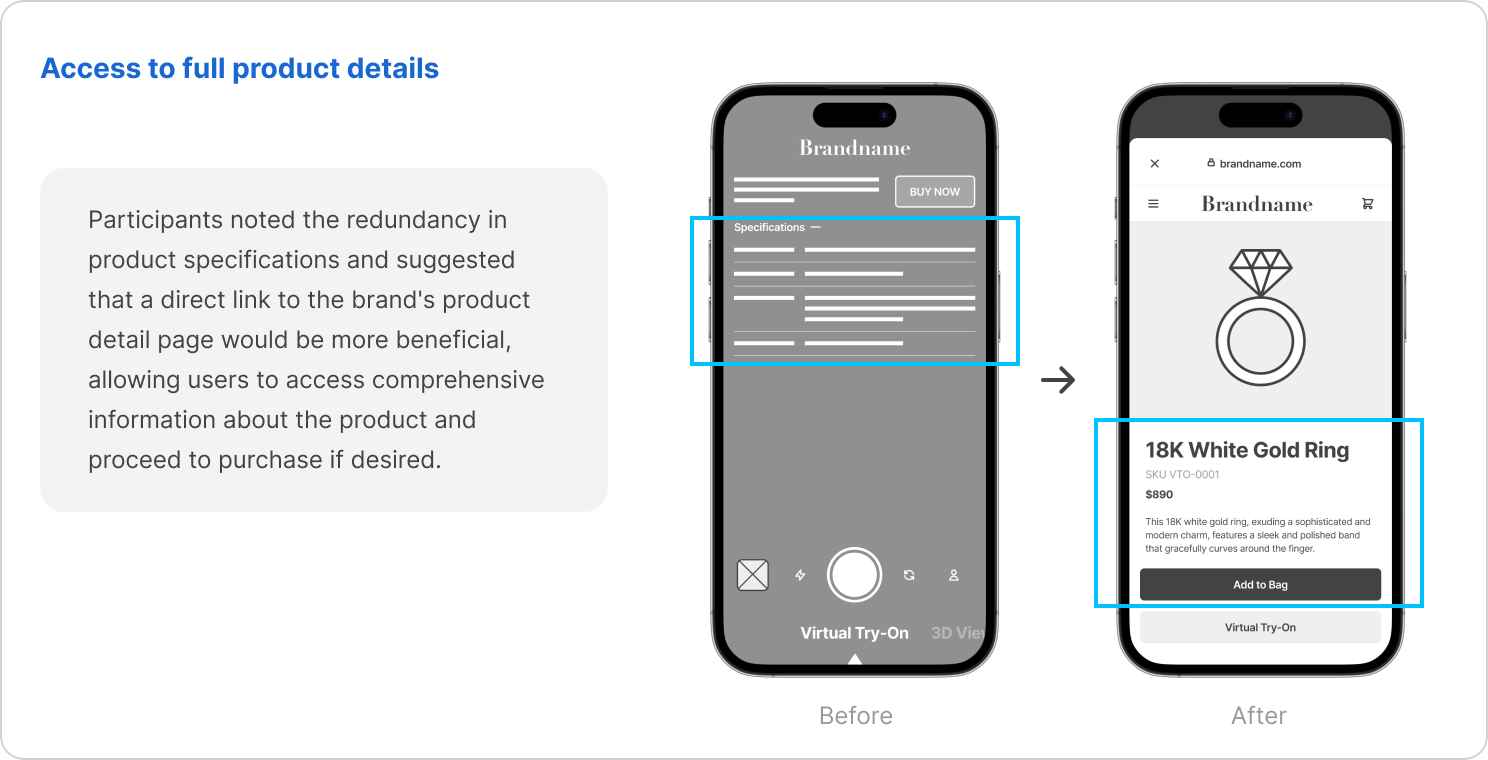 Access to full product details
Participants noted the redundancy in
product specifications and suggested
that a direct link to the brand's product
detail page would be more beneficial,
allowing users to access comprehensive
information about the product and
proceed to purchase if desired.
Brandname
BUY NOW
Specifications
Virtual Try-On
3D Vie
Before
brandname.com
Brandname
18K White Gold Ring
SKU VTO-0001
$890
This 18K white gold ring, exuding a sophisticated and
modern charm, features a sleek and polished band
that gracefully curves around the finger.
Add to Bag
Virtual Try-On
After